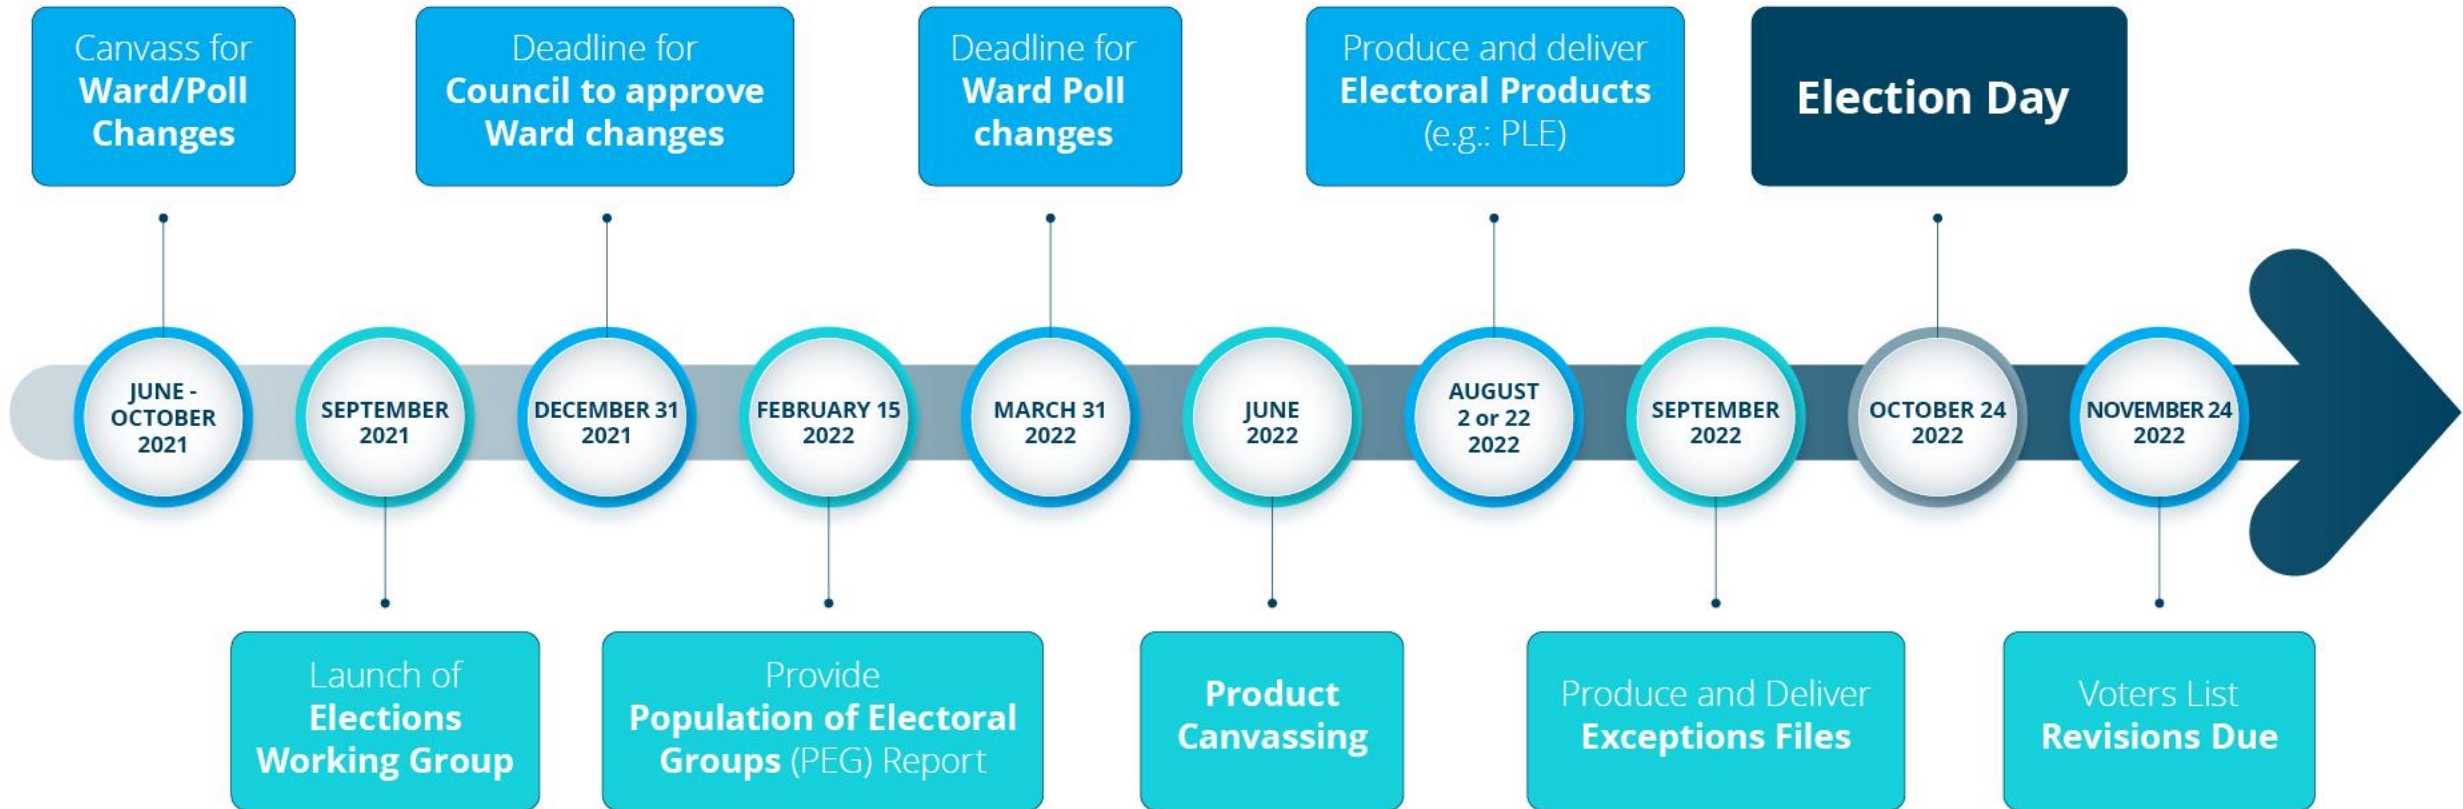 Canvass for
Ward/Poll
Changes
Deadline for
Council to approve
Ward changes
Deadline for
Ward Poll
changes
Produce and deliver
Electoral Products
(e.g.: PLE)
Election Day
JUNE -
OCTOBER
2021
SEPTEMBER
2021
DECEMBER 31
2021
FEBRUARY 15
2022
MARCH 31
2022
JUNE
2022
AUGUST
2 or 22
2022
SEPTEMBER
2022
OCTOBER 24
2022
NOVEMBER 24
2022
Launch of
Elections
Working Group
Provide
Population of Electoral
Groups (PEG) Report
Product
Canvassing
Produce and Deliver
Exceptions Files
Voters List
Revisions Due